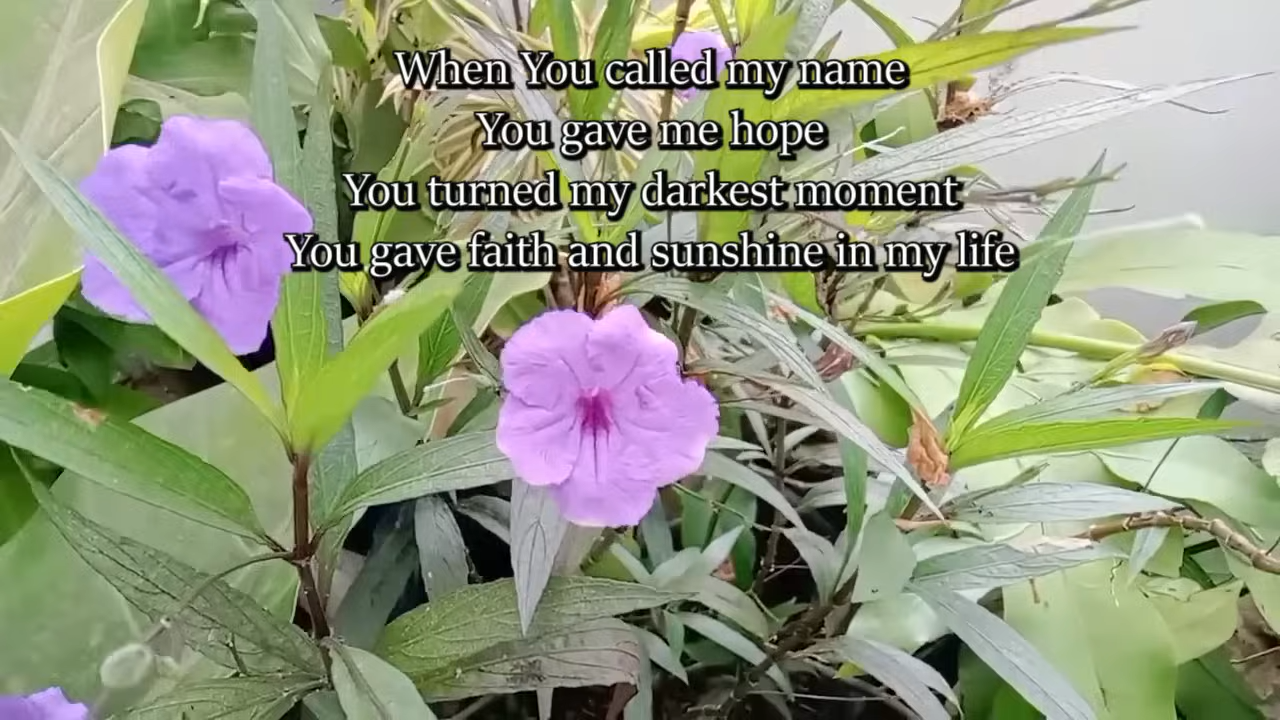 When You called my name
You gave me hope
You turned my darkest moment
You gave faith and sunshine in my life